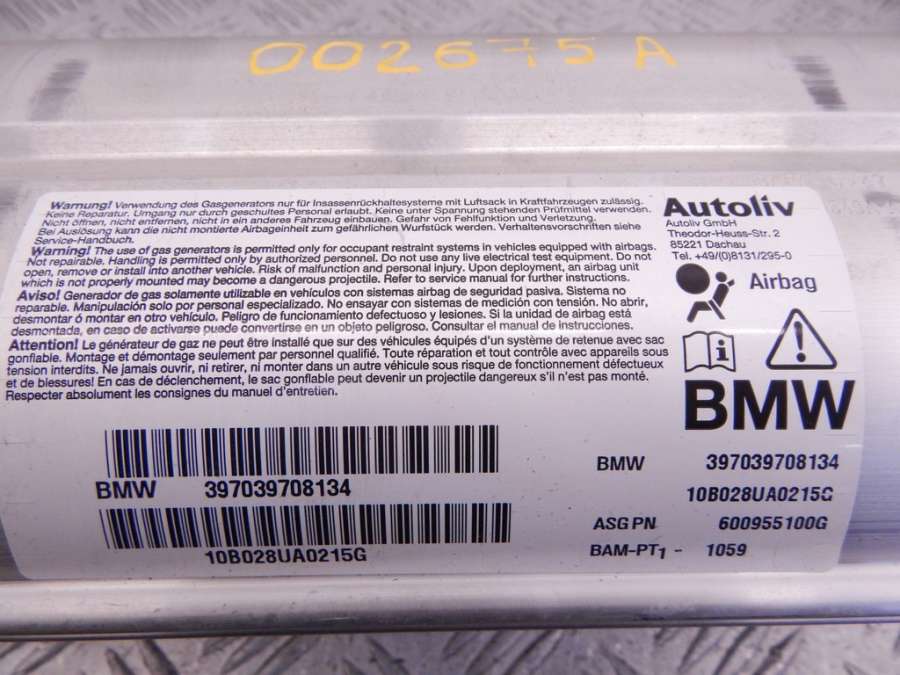 002675A
Warnung! Verwendung des Gasgenerators nur für Insassenrückhaltesysteme mit Luftsack in Kraftfahrzeugen zulässig.
Keine Reparatur. Umgang nur durch geschultes Personal erlaubt. Keine unter Spannung stehenden Prüfmittel verwenden.
Nicht öffnen, nicht entfernen, nicht in anderes Fahrzeug einbauen. Gefahr von Fehlfunktion und Verletzung.
Bei Auslösung kann die nicht montierte Airbageinheit zum gefährlichen Wurfstück werden. Verhaltensvorschriften siehe
Service-Handbuch.
Warning! The use of gas generators is permitted only for occupant restraint systems in vehicles equipped with airbags.
Not repairable. Handling is permitted only by authorized personnel. Do not use any live electrical test equipment. Do not
open, remove or install into another vehicle. Risk of malfunction and personal injury. Upon deployment, an airbag unit
which is not properly mounted may become a dangerous projectile. Refer to service manual for further instructions.
Aviso! Generador de gas solamente utilizable en vehículos con sistemas airbag de seguridad pasiva. Sistema no
reparable. Manipulación solo por personal especializado. No ensayar con sistemas de medición con tensión. No abrir,
desmontar ó montar en otro vehículo. Peligro de funcionamiento defectuoso y lesiones. Si la unidad de airbag está
desmontada, en caso de activarse puede convertirse en un objeto peligroso. Consultar el manual de instrucciones.
Attention! Le générateur de gaz ne peut être installé que sur des véhicules équipés d'un système de retenue avec sac
gonflable. Montage et démontage seulement par personnel qualifié. Toute réparation et tout contrôle avec appareils sous
tension interdits. Ne jamais ouvrir, ni retirer, ni monter dans un autre véhicule sous risque de fonctionnement défectueux
et de blessures! En cas de déclenchement, le sac gonflable peut devenir un projectile dangereux s'il n'est pas monté.
Respecter absolument les consignes du manuel d'entretien.
Autoliv
Autoliv GmbH
Theodor-Heuss-Str. 2
85221 Dachau
Tel. +49/(0)8131/295-0
Airbag
BMW
BMW 397039708134
10B028UA0215G
BMW 397039708134
10B028UA0215G
ASG PN 600955100G
BAM-PT1 - 1059